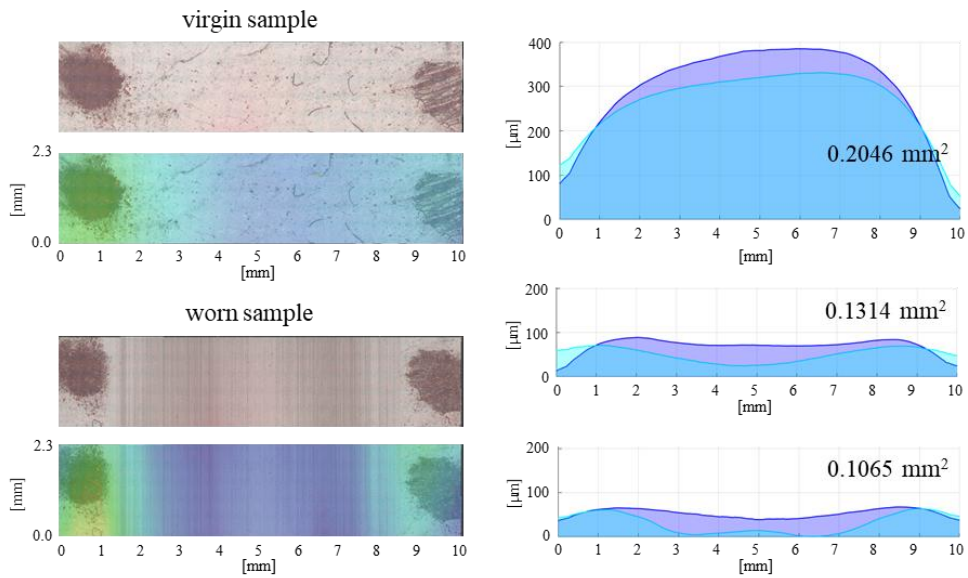 virgin sample
2.3
[mm]
0.0
0 1 2 3 4 5 6 7 8 9 10
[mm]
worn sample
2.3
[mm]
0.0
0 1 2 3 4 5 6 7 8 9 10
[mm]
400
300
200
100
0
[μm]
0.2046 mm²
0 1 2 3 4 5 6 7 8 9 10
[mm]
200
100
0
[μm]
0.1314 mm²
0 1 2 3 4 5 6 7 8 9 10
[mm]
200
100
0
[μm]
0.1065 mm²
0 1 2 3 4 5 6 7 8 9 10
[mm]